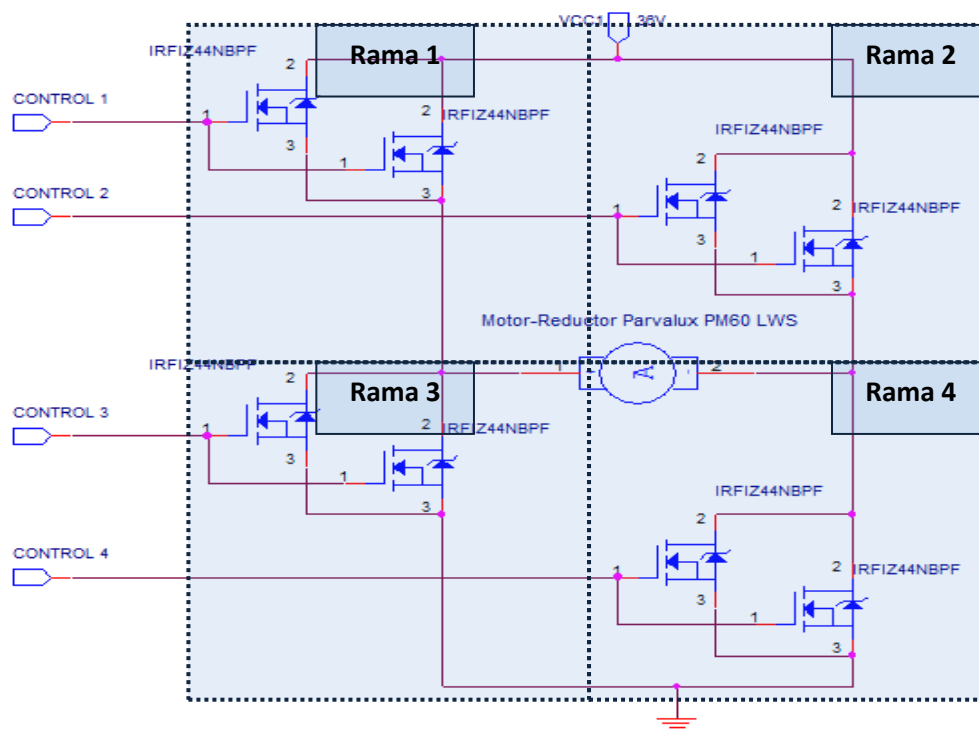 VCC1 36V
IRFIZ44NBPF
Rama 1
Rama 2
2
CONTROL 1
1
2
IRFIZ44NBPF
3
1
IRFIZ44NBPF
2
3
CONTROL 2
1
2
IRFIZ44NBPF
3
1
3
Motor-Reductor Parvalux PM60 LWS
IRFIZ44NBPF
1
+
A
-
2
Rama 3
Rama 4
2
CONTROL 3
1
2
IRFIZ44NBPF
3
1
3
IRFIZ44NBPF
2
CONTROL 4
1
2
IRFIZ44NBPF
3
1
3